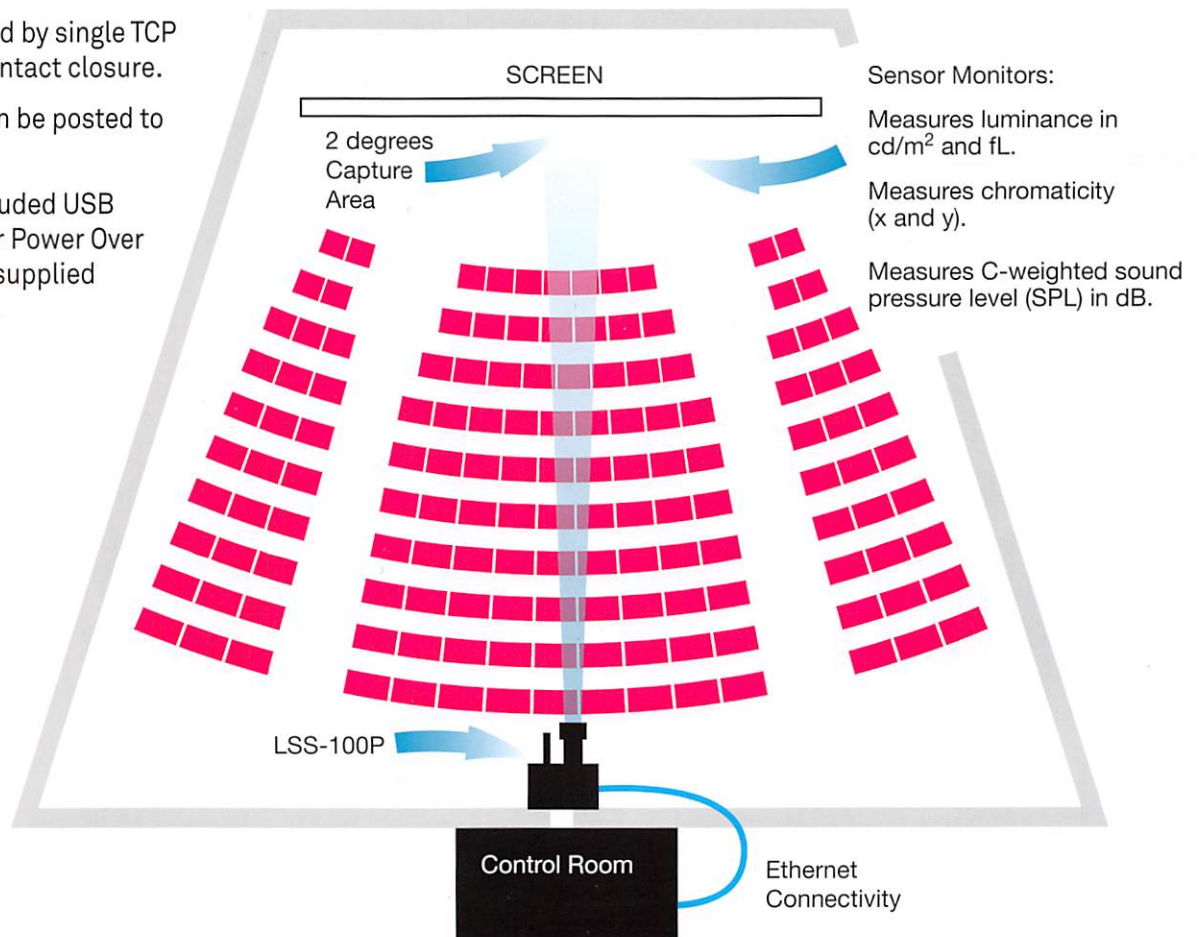 d by single TCP
ntact closure.
n be posted to
uded USB
r Power Over
supplied
SCREEN
2 degrees
Capture
Area
Sensor Monitors:
Measures luminance in
cd/m² and fL.
Measures chromaticity
(x and y).
Measures C-weighted sound
pressure level (SPL) in dB.
LSS-100P
Control Room
Ethernet
Connectivity